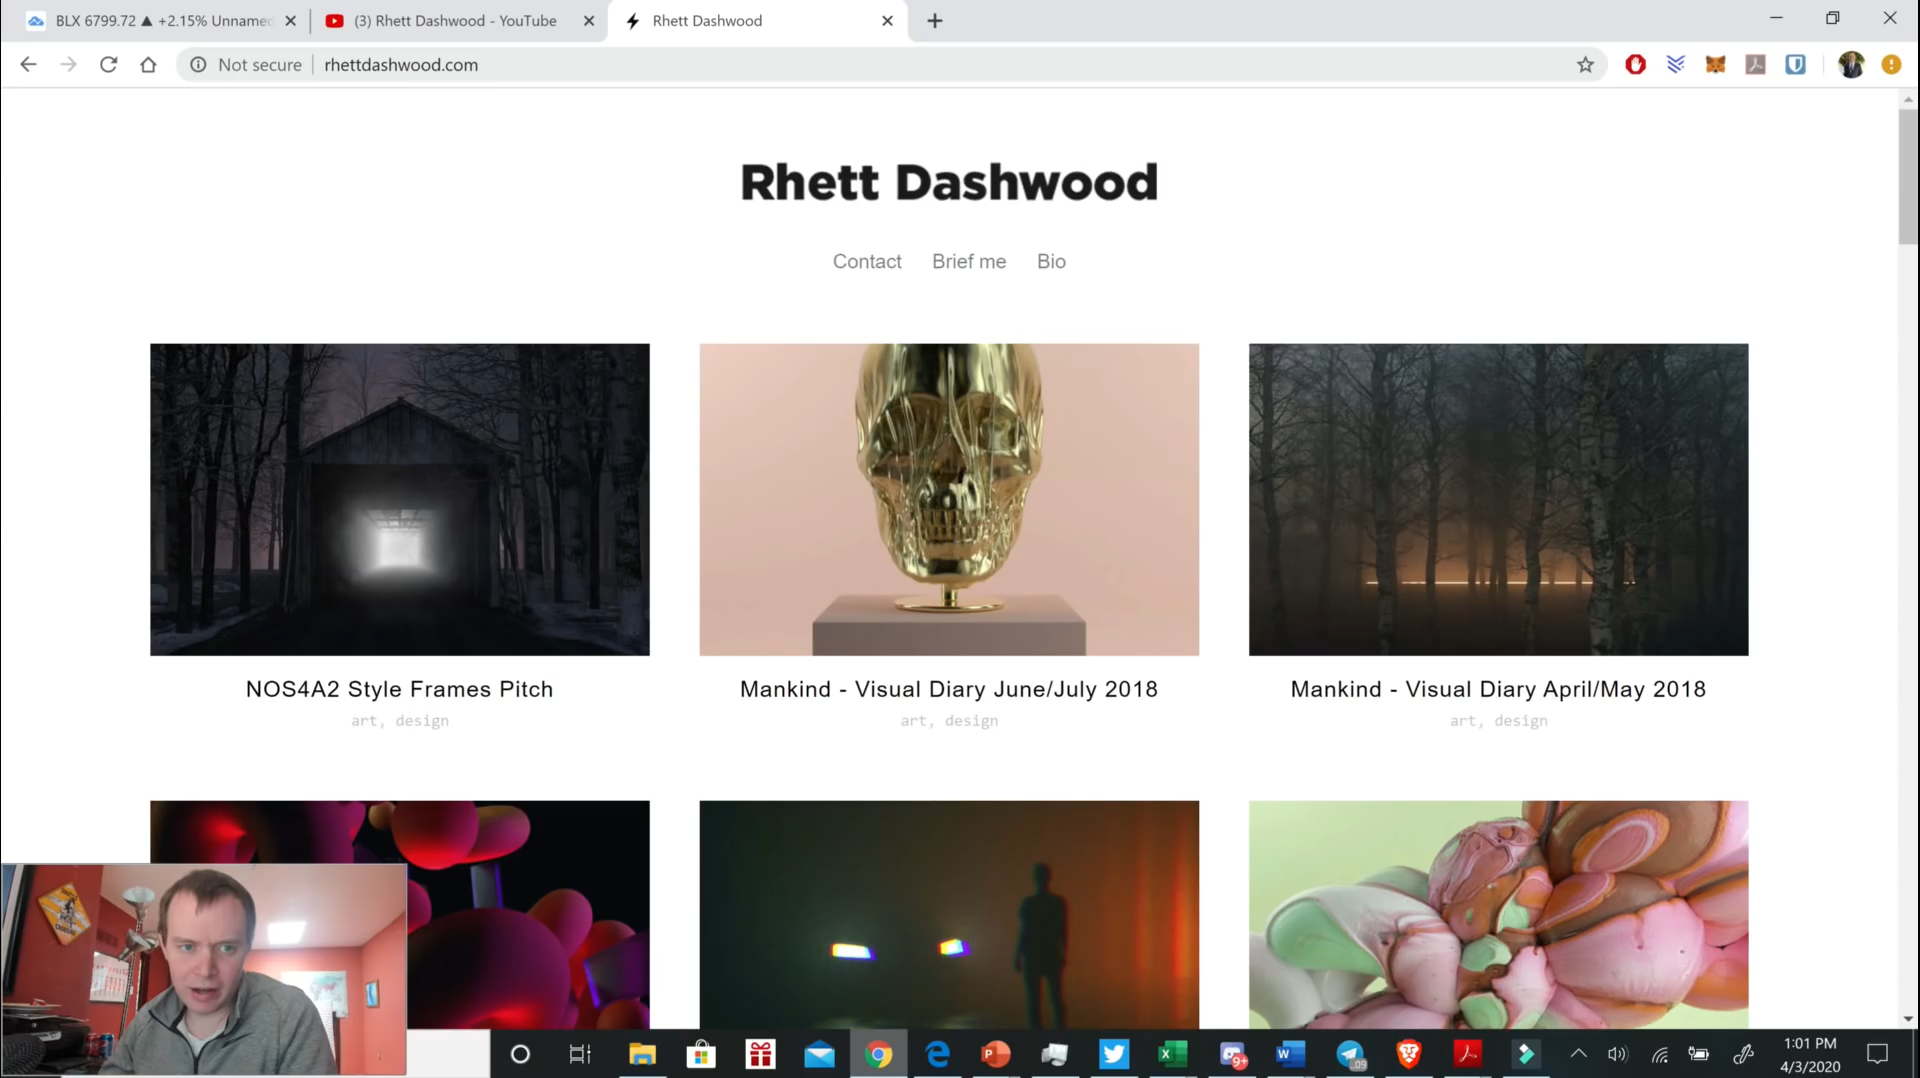 BLX 6799.72 ▲ +2.15% Unnamed
(3) Rhett Dashwood - YouTube
Rhett Dashwood
Not secure
rhettdashwood.com
Rhett Dashwood
Contact
Brief me
Bio
NOS4A2 Style Frames Pitch
art, design
Mankind - Visual Diary June/July 2018
art, design
Mankind - Visual Diary April/May 2018
art, design
9+
.09
1:01 PM
4/3/2020